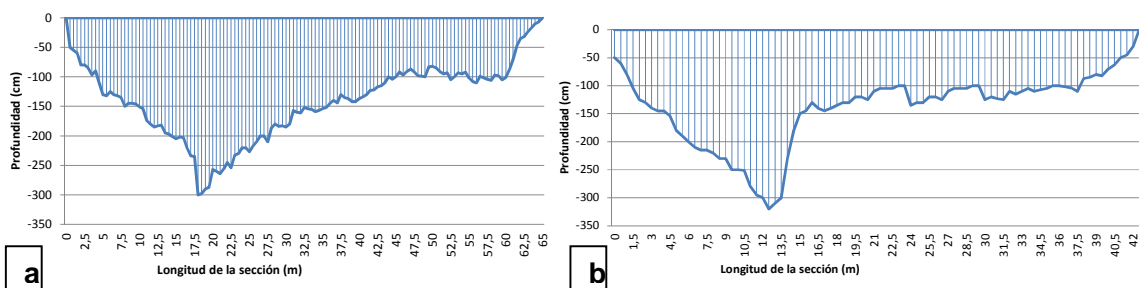 0
-50
-100
-150
-200
-250
-300
-350
Profundidad (cm)
0 2,5 5 7,5 10 12,5 15 17,5 20 22,5 25 27,5 30 32,5 35 37,5 40 42,5 45 47,5 50 52,5 55 57,5 60 62,5 65
Longitud de la sección (m)
a
0
-50
-100
-150
-200
-250
-300
-350
Profundidad (cm)
0 1,5 3 4,5 6 7,5 9 10,5 12 13.5 15 16,5 18 19,5 21 22,5 24 25,5 27 28,5 30 31,5 33 34,5 36 37,5 39 40,5 42
Longitud de la sección (m)
b